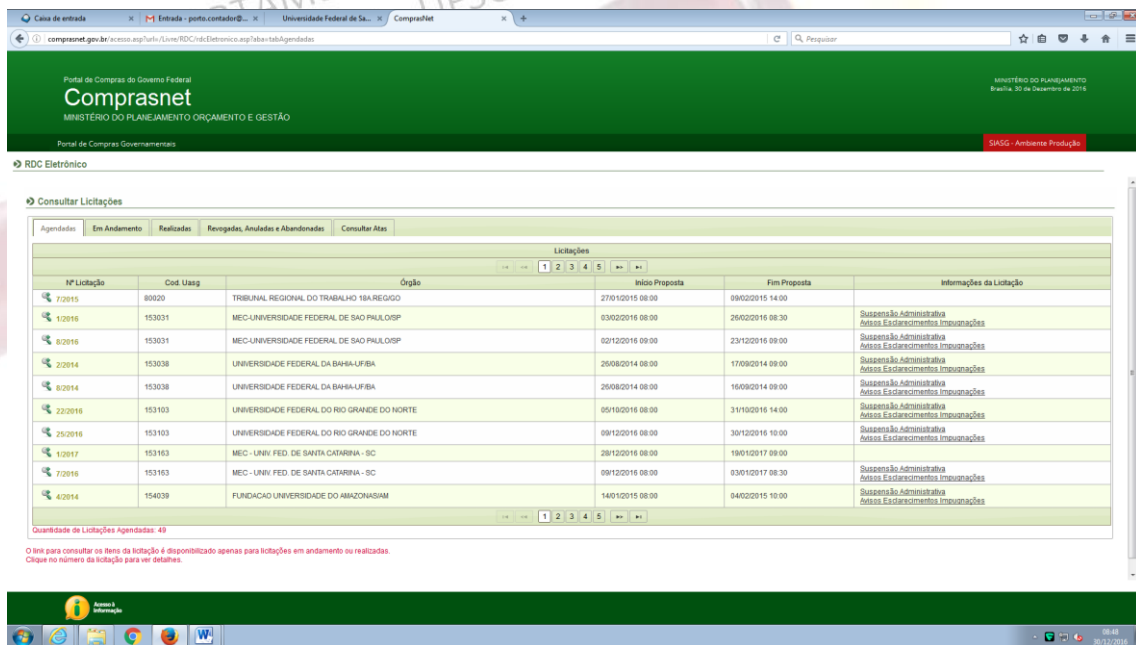 Caixa de entrada
Entrada - porto.contador@...
Universidade Federal de Sa...
ComprasNet
comprasnet.gov.br/acesso.asp?url=/Livre/RDC/rdcEletronico.asp?aba=tabAgendadas
Pesquisar
Portal de Compras do Governo Federal
Comprasnet
MINISTÉRIO DO PLANEJAMENTO ORÇAMENTO E GESTÃO
MINISTÉRIO DO PLANEJAMENTO
Brasília, 30 de Dezembro de 2016
Portal de Compras Governamentais
SIASG - Ambiente Produção
RDC Eletrônico
Consultar Licitações
Agendadas Em Andamento Realizadas Revogadas, Anuladas e Abandonadas Consultar Atas
Licitações
1 2 3 4 5
Nº Licitação Cod. Uasg Órgão Início Proposta Fim Proposta Informações da Licitação
7/2015 80020 TRIBUNAL REGIONAL DO TRABALHO 18A.REG/GO 27/01/2015 08:00 09/02/2015 14:00
1/2016 153031 MEC-UNIVERSIDADE FEDERAL DE SAO PAULO/SP 03/02/2016 08:00 26/02/2016 08:30 Suspensão Administrativa
Avisos Esclarecimentos Impugnações
8/2016 153031 MEC-UNIVERSIDADE FEDERAL DE SAO PAULO/SP 02/12/2016 09:00 23/12/2016 09:00 Suspensão Administrativa
Avisos Esclarecimentos Impugnações
2/2014 153038 UNIVERSIDADE FEDERAL DA BAHIA-UF/BA 26/08/2014 08:00 17/09/2014 09:00 Suspensão Administrativa
Avisos Esclarecimentos Impugnações
8/2014 153038 UNIVERSIDADE FEDERAL DA BAHIA-UF/BA 26/08/2014 08:00 16/09/2014 09:00 Suspensão Administrativa
Avisos Esclarecimentos Impugnações
22/2016 153103 UNIVERSIDADE FEDERAL DO RIO GRANDE DO NORTE 05/10/2016 08:00 31/10/2016 14:00 Suspensão Administrativa
Avisos Esclarecimentos Impugnações
25/2016 153103 UNIVERSIDADE FEDERAL DO RIO GRANDE DO NORTE 09/12/2016 08:00 30/12/2016 10:00 Suspensão Administrativa
Avisos Esclarecimentos Impugnações
1/2017 153163 MEC - UNIV. FED. DE SANTA CATARINA - SC 28/12/2016 08:00 19/01/2017 09:00
7/2016 153163 MEC - UNIV. FED. DE SANTA CATARINA - SC 09/12/2016 08:00 03/01/2017 08:30 Suspensão Administrativa
Avisos Esclarecimentos Impugnações
4/2014 154039 FUNDACAO UNIVERSIDADE DO AMAZONAS/AM 14/01/2015 08:00 04/02/2015 10:00 Suspensão Administrativa
Avisos Esclarecimentos Impugnações
1 2 3 4 5
Quantidade de Licitações Agendadas: 49
O link para consultar os itens da licitação é disponibilizado apenas para licitações em andamento ou realizadas.
Clique no número da licitação para ver detalhes.
Acesso à
Informação
08:48
30/12/2016